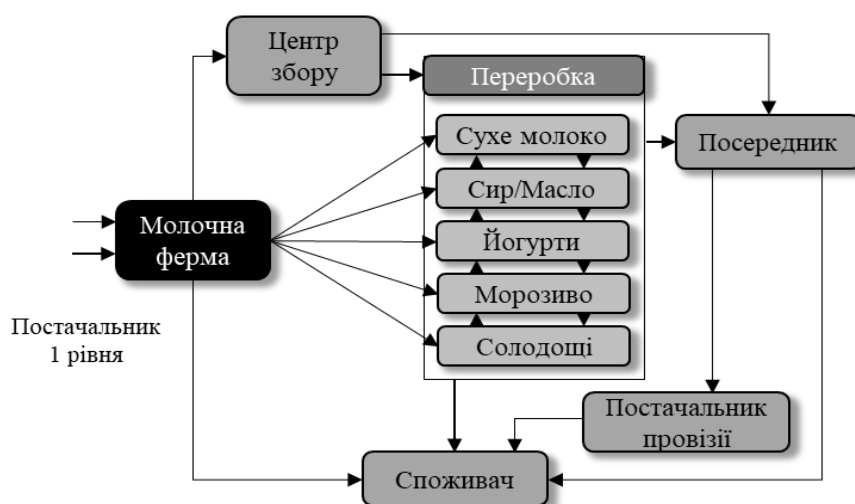 Центр
збору
Переробка
Сухе молоко
Посередник
Сир/Масло
Молочна
ферма
Йогурти
Морозиво
Постачальник
1 рівня
Солодощі
Постачальник
провізії
Споживач